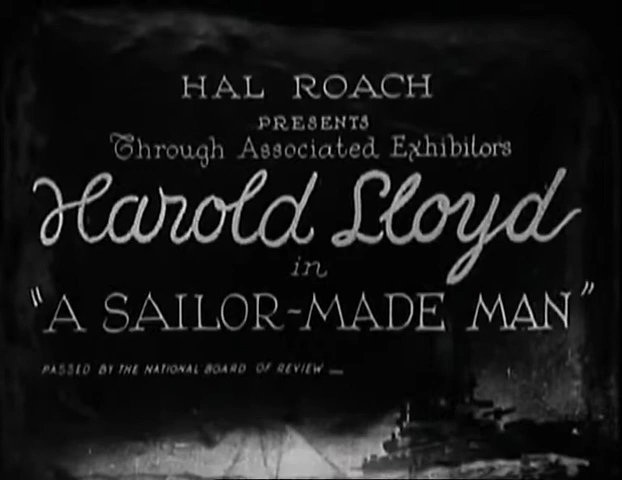 HAL ROACH
PRESENTS
Through Associated Exhibitors
Harold Lloyd
in
"A SAILOR-MADE MAN"
PASSED BY THE NATIONAL BOARD OF REVIEW